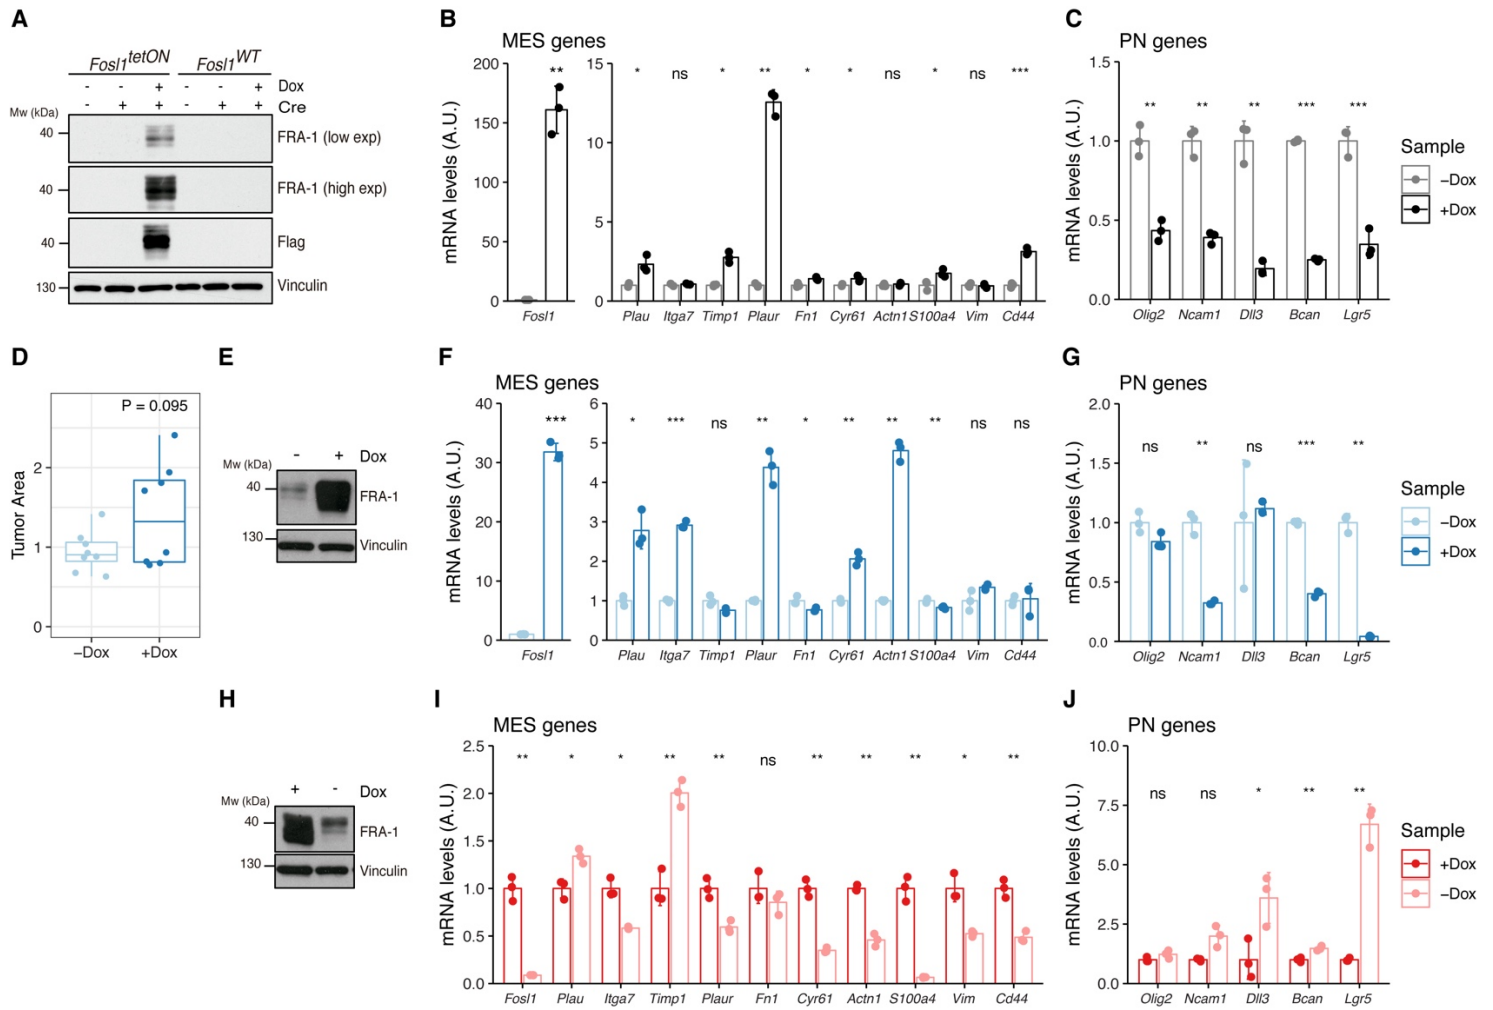 A
Fosl1tetON Fosl1WT
- - + - - + Dox
- + + - + + Cre
Mw (kDa)
40 FRA-1 (low exp)
40 FRA-1 (high exp)
40 Flag
130 Vinculin
B
MES genes
mRNA levels (A.U.)
200
150
100
50
0
** 
Fosl1
15
10
5
0
* ns * ** * * ns * ns ***
Plau Itga7 Timp1 Plaur Fn1 Cyr61 Actn1 S100a4 Vim Cd44
C
PN genes
mRNA levels (A.U.)
1.5
1.0
0.5
0.0
** ** ** *** ***
Olig2 Ncam1 Dll3 Bcan Lgr5
Sample
–Dox
+Dox
D
P = 0.095
Tumor Area
2
1
0
–Dox +Dox
E
- + Dox
Mw (kDa)
40 FRA-1
130 Vinculin
F
MES genes
mRNA levels (A.U.)
40
30
20
10
0
***
Fosl1
6
5
4
3
2
1
0
* *** ns ** * ** ** ** ns ns
Plau Itga7 Timp1 Plaur Fn1 Cyr61 Actn1 S100a4 Vim Cd44
G
PN genes
mRNA levels (A.U.)
2.0
1.5
1.0
0.5
0.0
ns ** ns *** **
Olig2 Ncam1 Dll3 Bcan Lgr5
Sample
–Dox
+Dox
H
+ - Dox
Mw (kDa)
40 FRA-1
130 Vinculin
I
MES genes
mRNA levels (A.U.)
2.5
2.0
1.5
1.0
0.5
0.0
** * * ** ** ns ** ** ** * **
Fosl1 Plau Itga7 Timp1 Plaur Fn1 Cyr61 Actn1 S100a4 Vim Cd44
J
PN genes
mRNA levels (A.U.)
10.0
7.5
5.0
2.5
0.0
ns ns * ** **
Olig2 Ncam1 Dll3 Bcan Lgr5
Sample
+Dox
–Dox